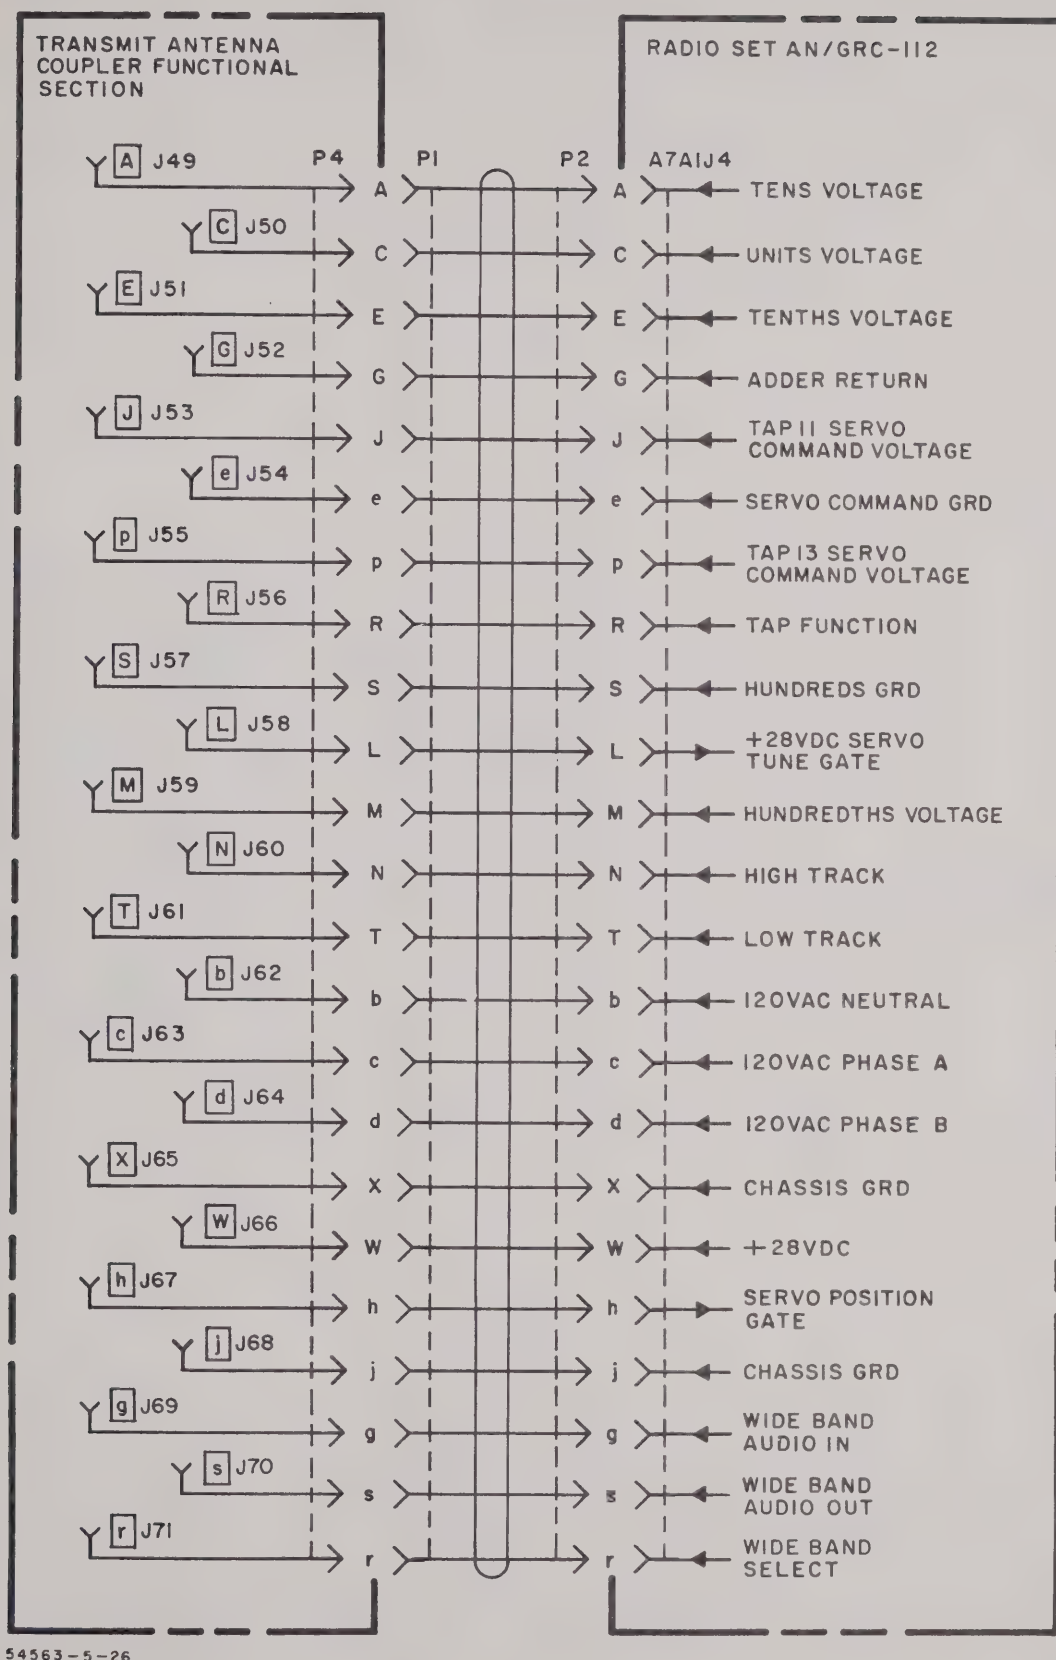 TRANSMIT ANTENNA
COUPLER FUNCTIONAL
SECTION
RADIO SET AN/GRC-112
P4 P1 P2 A7A1J4
A J49 A A TENS VOLTAGE
C J50 C C UNITS VOLTAGE
E J51 E E TENTHS VOLTAGE
G J52 G G ADDER RETURN
J J53 J J TAP 11 SERVO
COMMAND VOLTAGE
e J54 e e SERVO COMMAND GRD
p J55 p p TAP 13 SERVO
COMMAND VOLTAGE
R J56 R R TAP FUNCTION
S J57 S S HUNDREDS GRD
L J58 L L +28VDC SERVO
TUNE GATE
M J59 M M HUNDREDTHS VOLTAGE
N J60 N N HIGH TRACK
T J61 T T LOW TRACK
b J62 b b 120VAC NEUTRAL
c J63 c c 120VAC PHASE A
d J64 d d 120VAC PHASE B
X J65 X X CHASSIS GRD
W J66 W W +28VDC
h J67 h h SERVO POSITION
GATE
j J68 j j CHASSIS GRD
g J69 g g WIDE BAND
AUDIO IN
s J70 s s WIDE BAND
AUDIO OUT
r J71 r r WIDE BAND
SELECT
54563-5-26